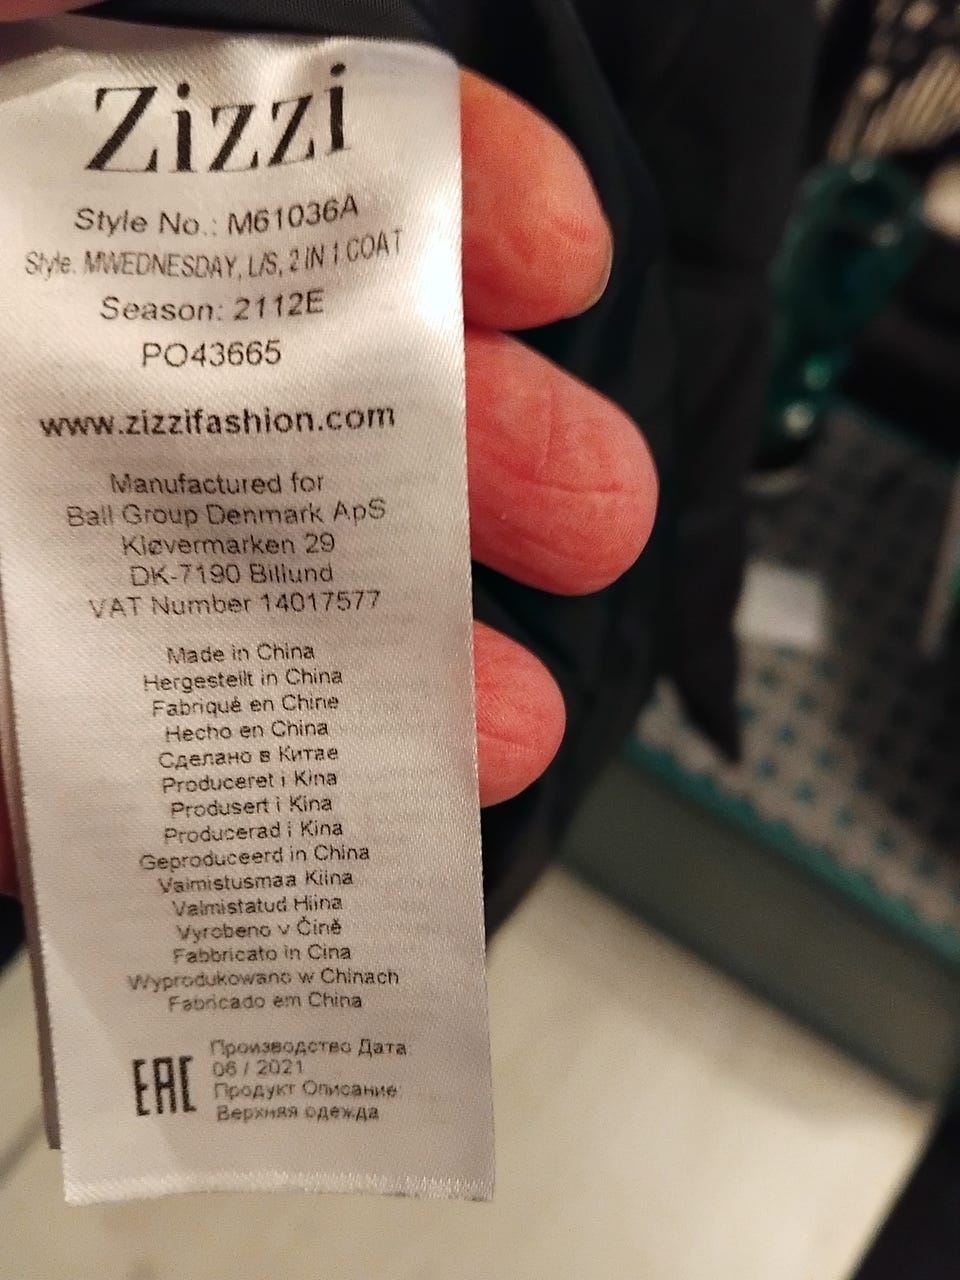 Zizzi
Style No.: M61036A
Style. MWEDNESDAY, L/S, 2 IN 1 COAT
Season: 2112E
PO43665
www.zizzifashion.com
Manufactured for
Ball Group Denmark ApS
Kløvermarken 29
DK-7190 Billund
VAT Number 14017577
Made in China
Hergestellt in China
Fabriqué en Chine
Hecho en China
Сделано в Китае
Produceret i Kina
Produsert i Kina
Producerad i Kina
Geproduceerd in China
Valmistusmaa Kiina
Valmistatud Hiina
Vyrobeno v Číně
Fabbricato in Cina
Wyprodukowano w Chinach
Fabricado em China
EAC
Производство Дата:
06 / 2021
Продукт Описание:
Верхняя одежда